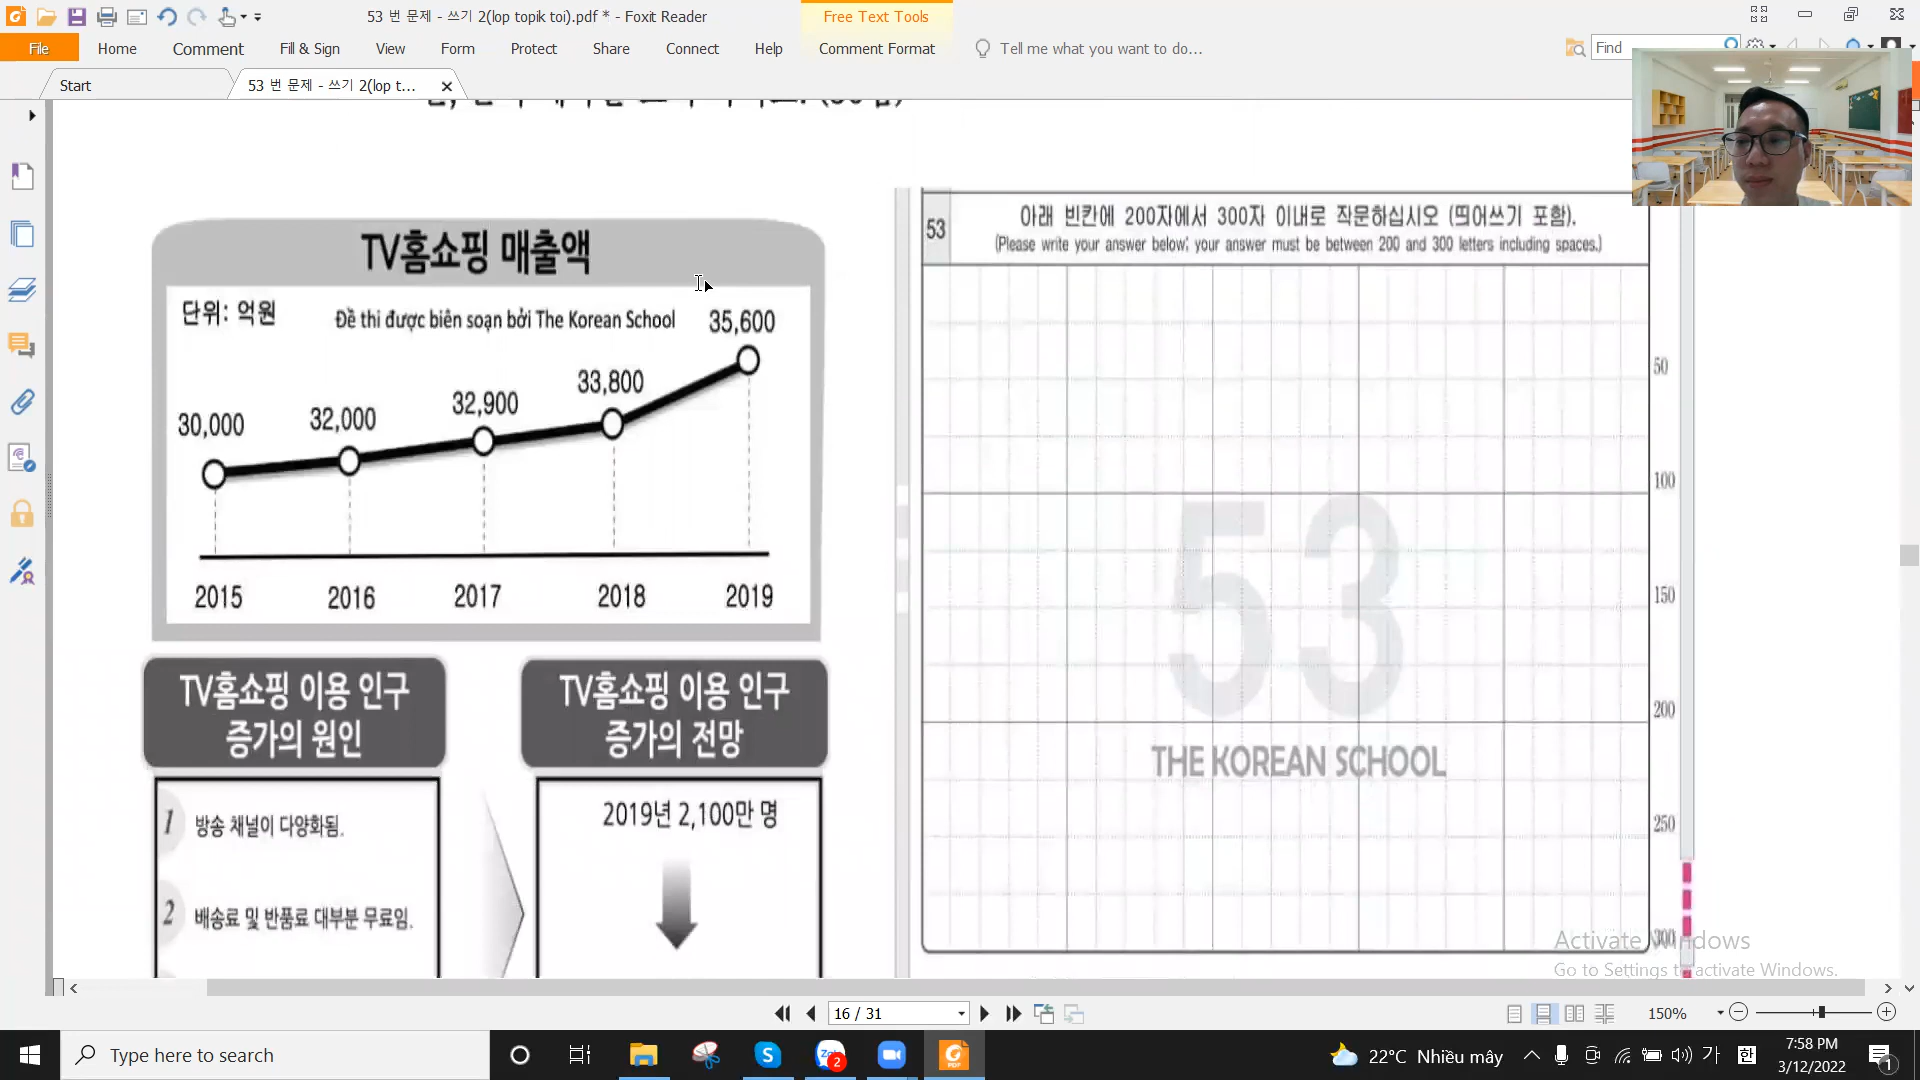 53 번 문제 - 쓰기 2(lop topik toi).pdf * - Foxit Reader
Free Text Tools
File
Home
Comment
Fill & Sign
View
Form
Protect
Share
Connect
Help
Comment Format
Tell me what you want to do...
Find
Start
53 번 문제 - 쓰기 2(lop t...
TV홈쇼핑 매출액
단위: 억원
Đề thi được biên soạn bởi The Korean School
35,600
33,800
32,900
32,000
30,000
2015
2016
2017
2018
2019
TV홈쇼핑 이용 인구
증가의 원인
TV홈쇼핑 이용 인구
증가의 전망
1 방송 채널이 다양화됨.
2 배송료 및 반품료 대부분 무료임.
2019년 2,100만 명
53
아래 빈칸에 200자에서 300자 이내로 작문하십시오 (띄어쓰기 포함).
(Please write your answer below; your answer must be between 200 and 300 letters including spaces.)
50
100
150
200
250
300
53
THE KOREAN SCHOOL
Activate Windows
Go to Settings to activate Windows.
16 / 31
150%
Type here to search
2
22°C Nhiều mây
가
한
7:58 PM
3/12/2022
1